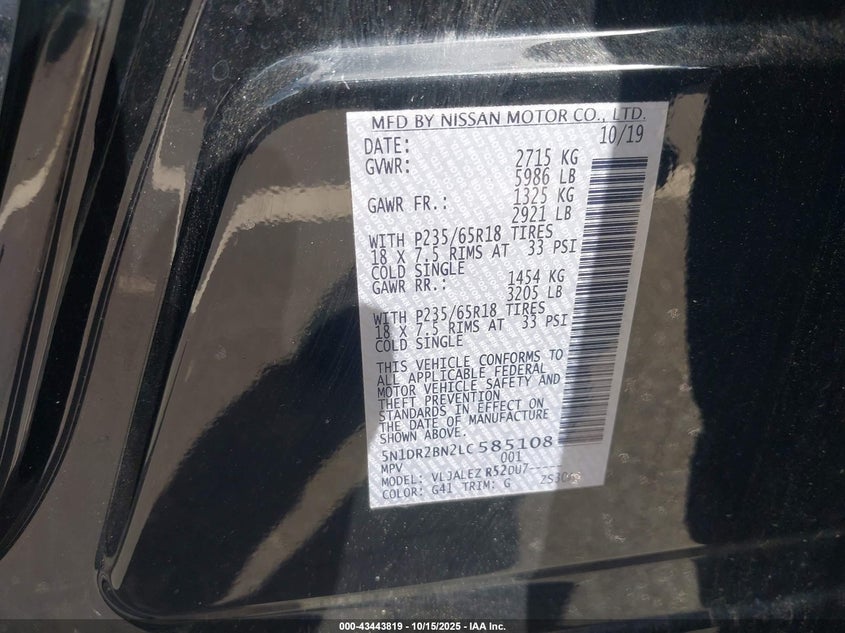 MFD BY NISSAN MOTOR CO., LTD.
DATE: 10/19
GVWR: 2715 KG
5986 LB
GAWR FR.: 1325 KG
2921 LB
WITH P235/65R18 TIRES
18 X 7.5 RIMS AT 33 PSI
COLD SINGLE
GAWR RR.: 1454 KG
3205 LB
WITH P235/65R18 TIRES
18 X 7.5 RIMS AT 33 PSI
COLD SINGLE
THIS VEHICLE CONFORMS TO
ALL APPLICABLE FEDERAL
MOTOR VEHICLE SAFETY AND
THEFT PREVENTION
STANDARDS IN EFFECT ON
THE DATE OF MANUFACTURE
SHOWN ABOVE.
5N1DR2BN2LC585108
MPV 001
MODEL: VLJALEZ R52DU7-----
COLOR: G41 TRIM: G
000-43443819 - 10/15/2025 - IAA Inc.